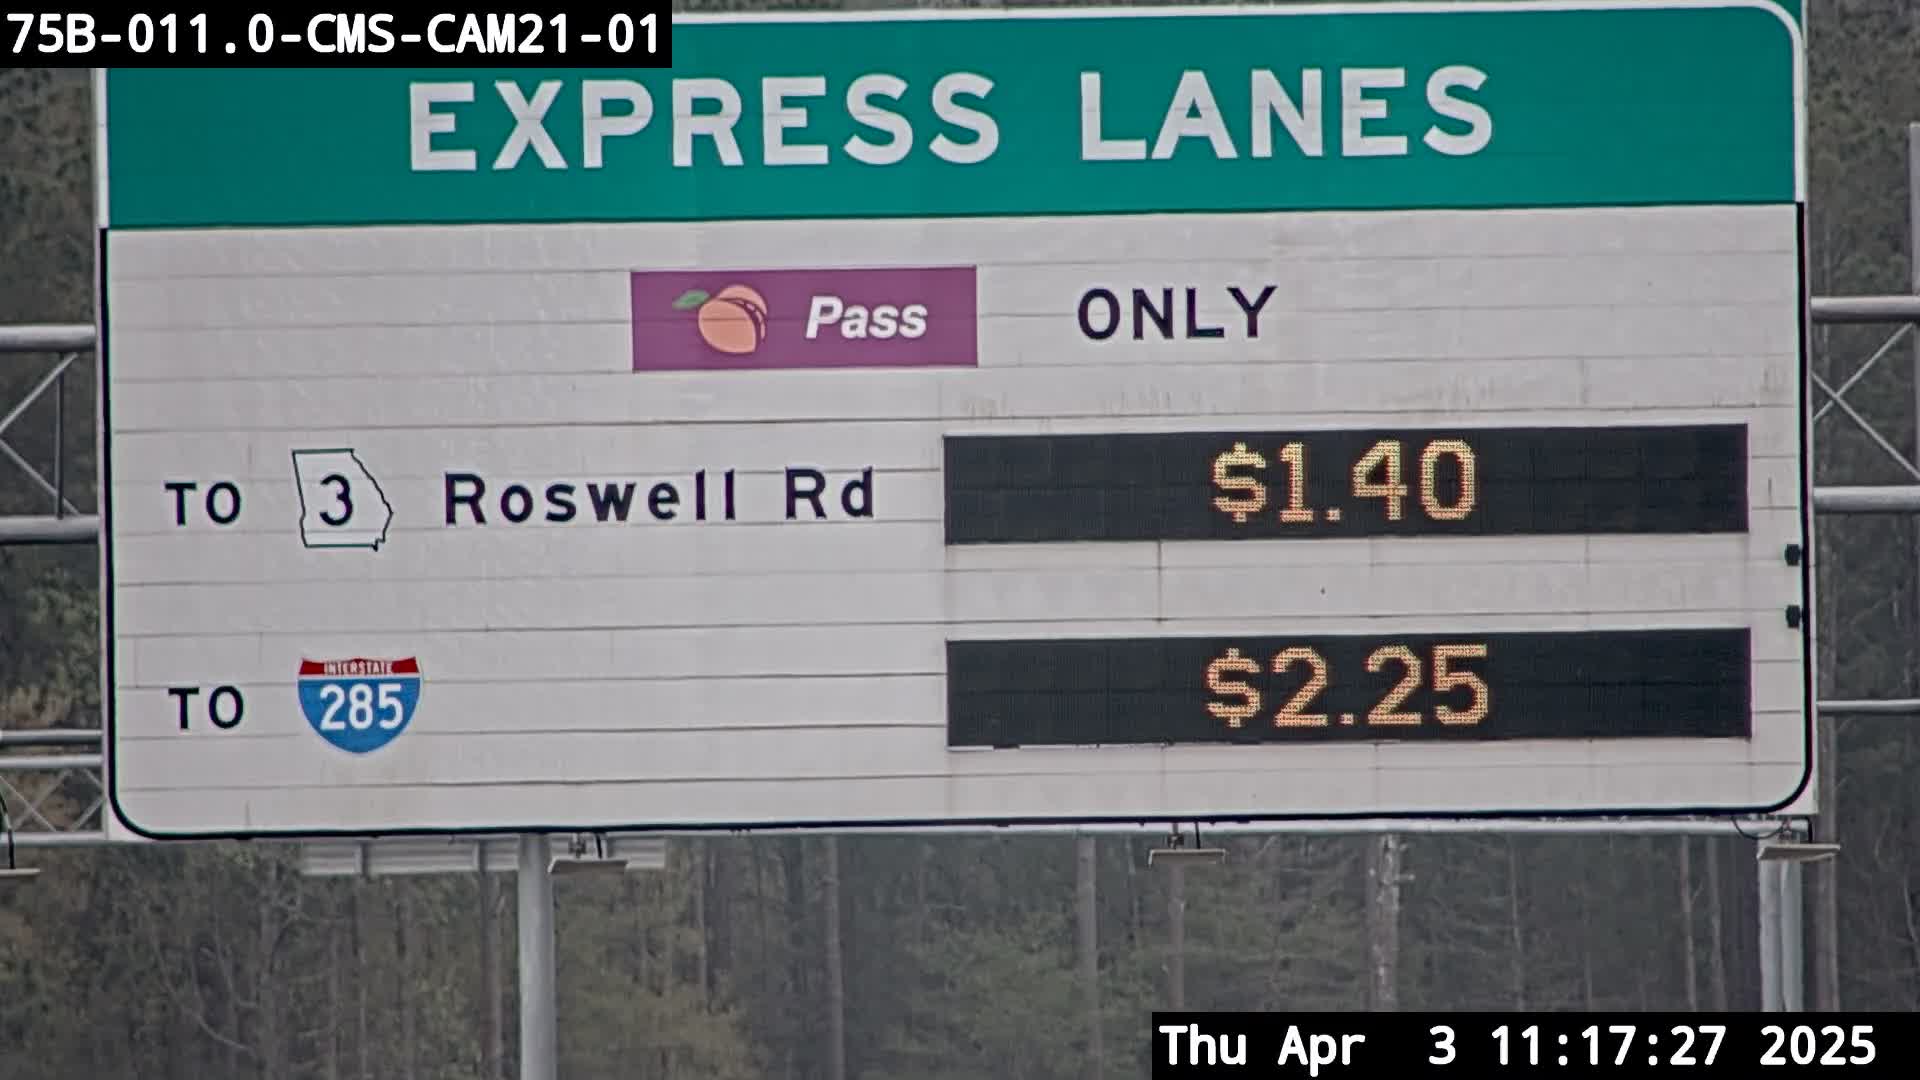 75B-011.0-CMS-CAM21-01
EXPRESS LANES
Pass ONLY
TO 3 Roswell Rd $1.40
TO INTERSTATE 285 $2.25
Thu Apr 3 11:17:27 2025